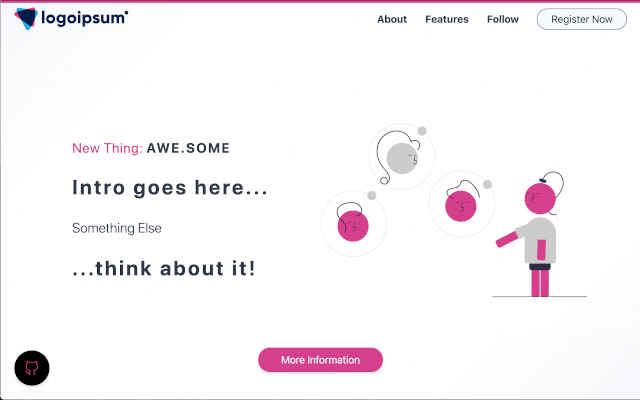 logoipsum
About
Features
Follow
Register Now
New Thing: AWE.SOME
Intro goes here...
Something Else
...think about it!
More Information